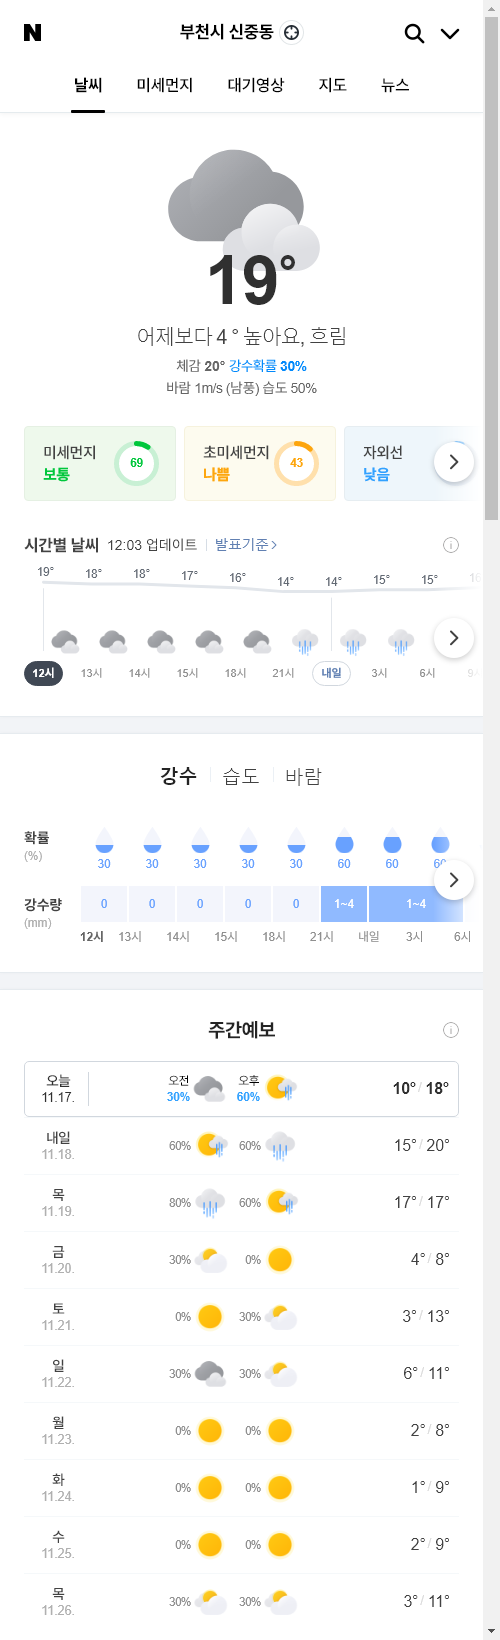 N
부천시 신중동
날씨 미세먼지 대기영상 지도 뉴스
19°
어제보다 4 ° 높아요, 흐림
체감 20° 강수확률 30%
바람 1m/s (남풍) 습도 50%
미세먼지 보통 69
초미세먼지 나쁨 43
자외선 낮음
시간별 날씨 12:03 업데이트 발표기준
19° 18° 18° 17° 16° 14° 14° 15° 15°
12시 13시 14시 15시 18시 21시 내일 3시 6시
강수 습도 바람
확률 (%)
30 30 30 30 30 60 60 60
강수량 (mm)
0 0 0 0 0 1~4 1~4
12시 13시 14시 15시 18시 21시 내일 3시 6시
주간예보
오늘 11.17. 오전 30% 오후 60% 10° / 18°
내일 11.18. 60% 60% 15° / 20°
목 11.19. 80% 60% 17° / 17°
금 11.20. 30% 0% 4° / 8°
토 11.21. 0% 30% 3° / 13°
일 11.22. 30% 30% 6° / 11°
월 11.23. 0% 0% 2° / 8°
화 11.24. 0% 0% 1° / 9°
수 11.25. 0% 0% 2° / 9°
목 11.26. 30% 30% 3° / 11°